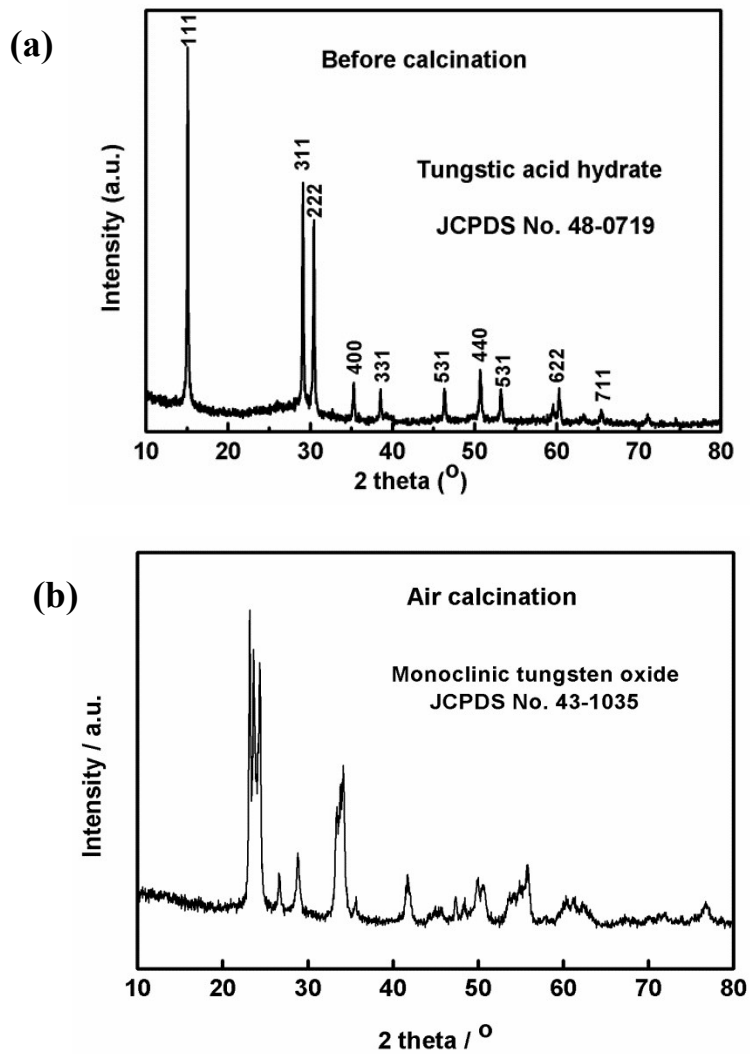 (a)
Before calcination
Tungstic acid hydrate
JCPDS No. 48-0719
111
311
222
400
331
531
440
531
622
711
Intensity (a.u.)
10 20 30 40 50 60 70 80
2 theta (O)
(b)
Air calcination
Monoclinic tungsten oxide
JCPDS No. 43-1035
Intensity / a.u.
10 20 30 40 50 60 70 80
2 theta / O